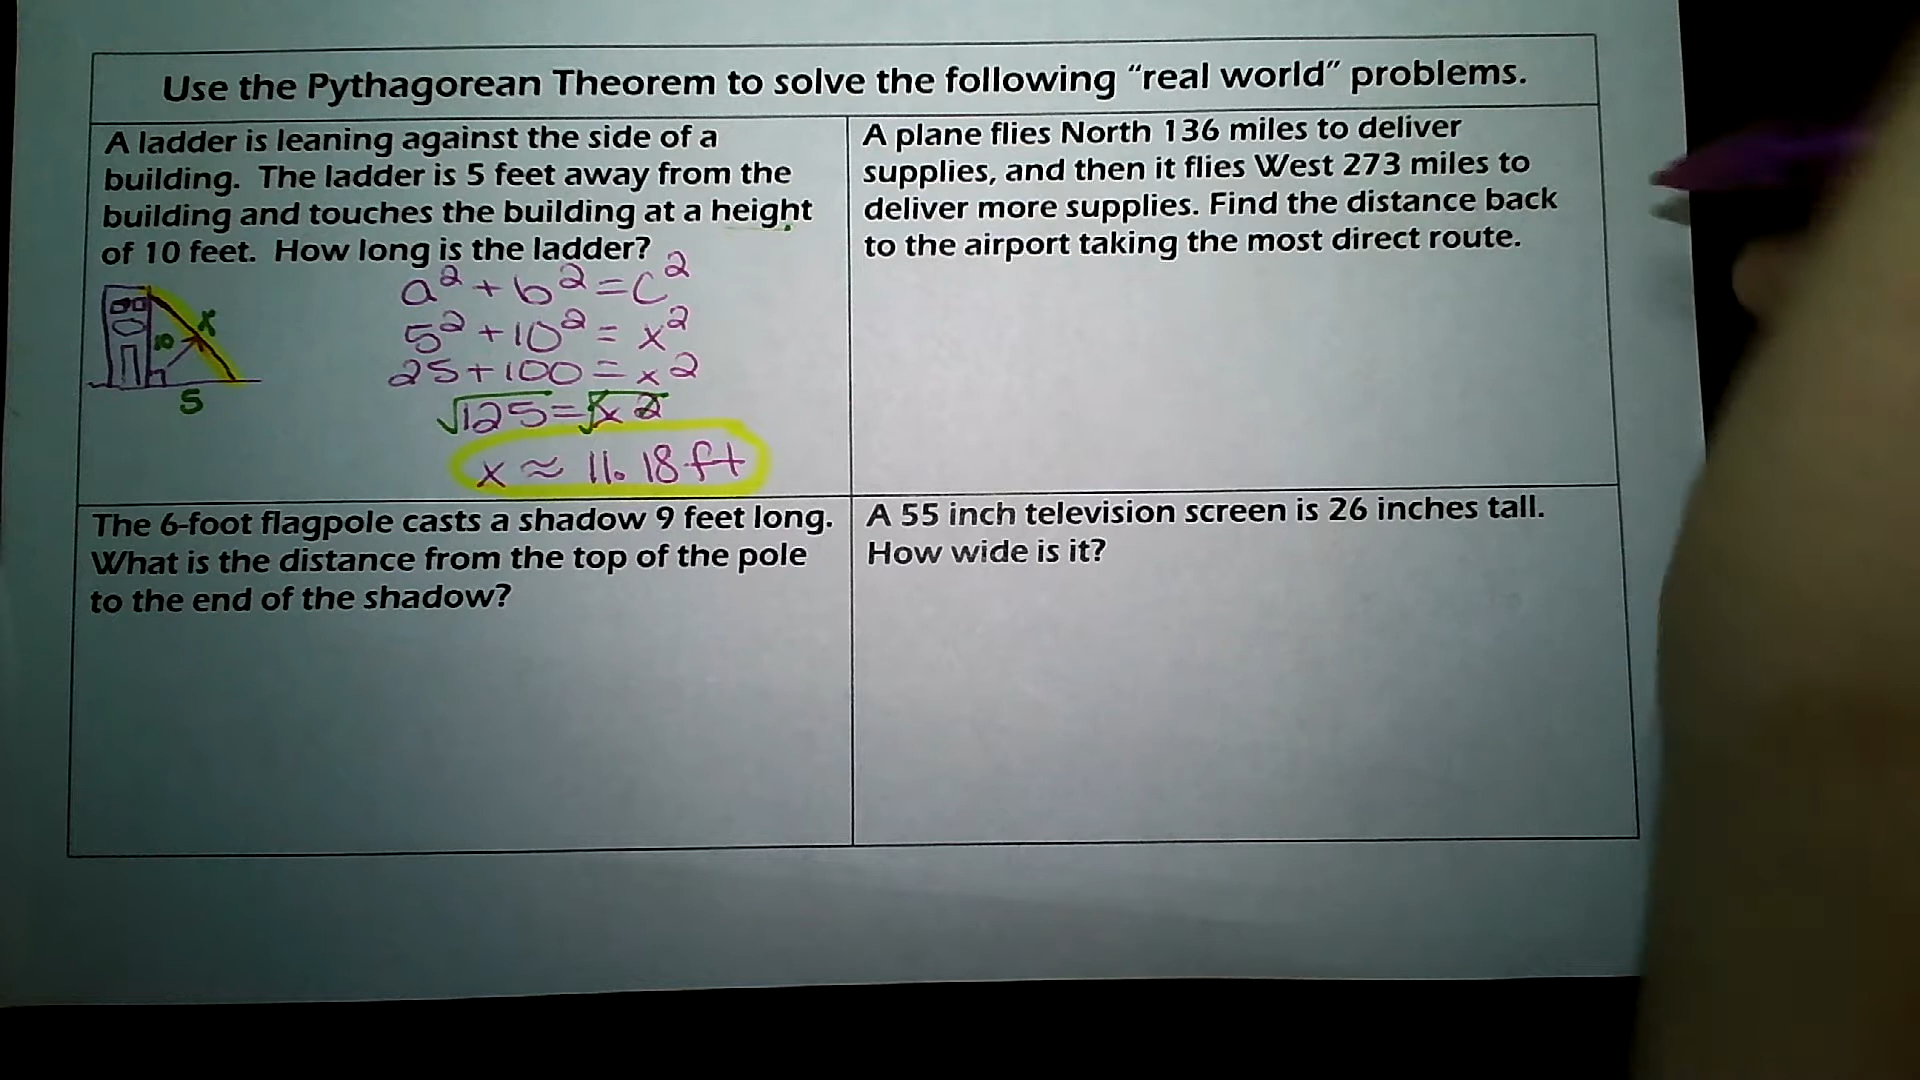 Use the Pythagorean Theorem to solve the following “real world” problems.
A ladder is leaning against the side of a
building. The ladder is 5 feet away from the
building and touches the building at a height
of 10 feet. How long is the ladder?
a² + b² = c²
5² + 10² = x²
25 + 100 = x²
√125 = √x²
x ≈ 11.18 ft
x
10
5
A plane flies North 136 miles to deliver
supplies, and then it flies West 273 miles to
deliver more supplies. Find the distance back
to the airport taking the most direct route.
The 6-foot flagpole casts a shadow 9 feet long.
What is the distance from the top of the pole
to the end of the shadow?
A 55 inch television screen is 26 inches tall.
How wide is it?